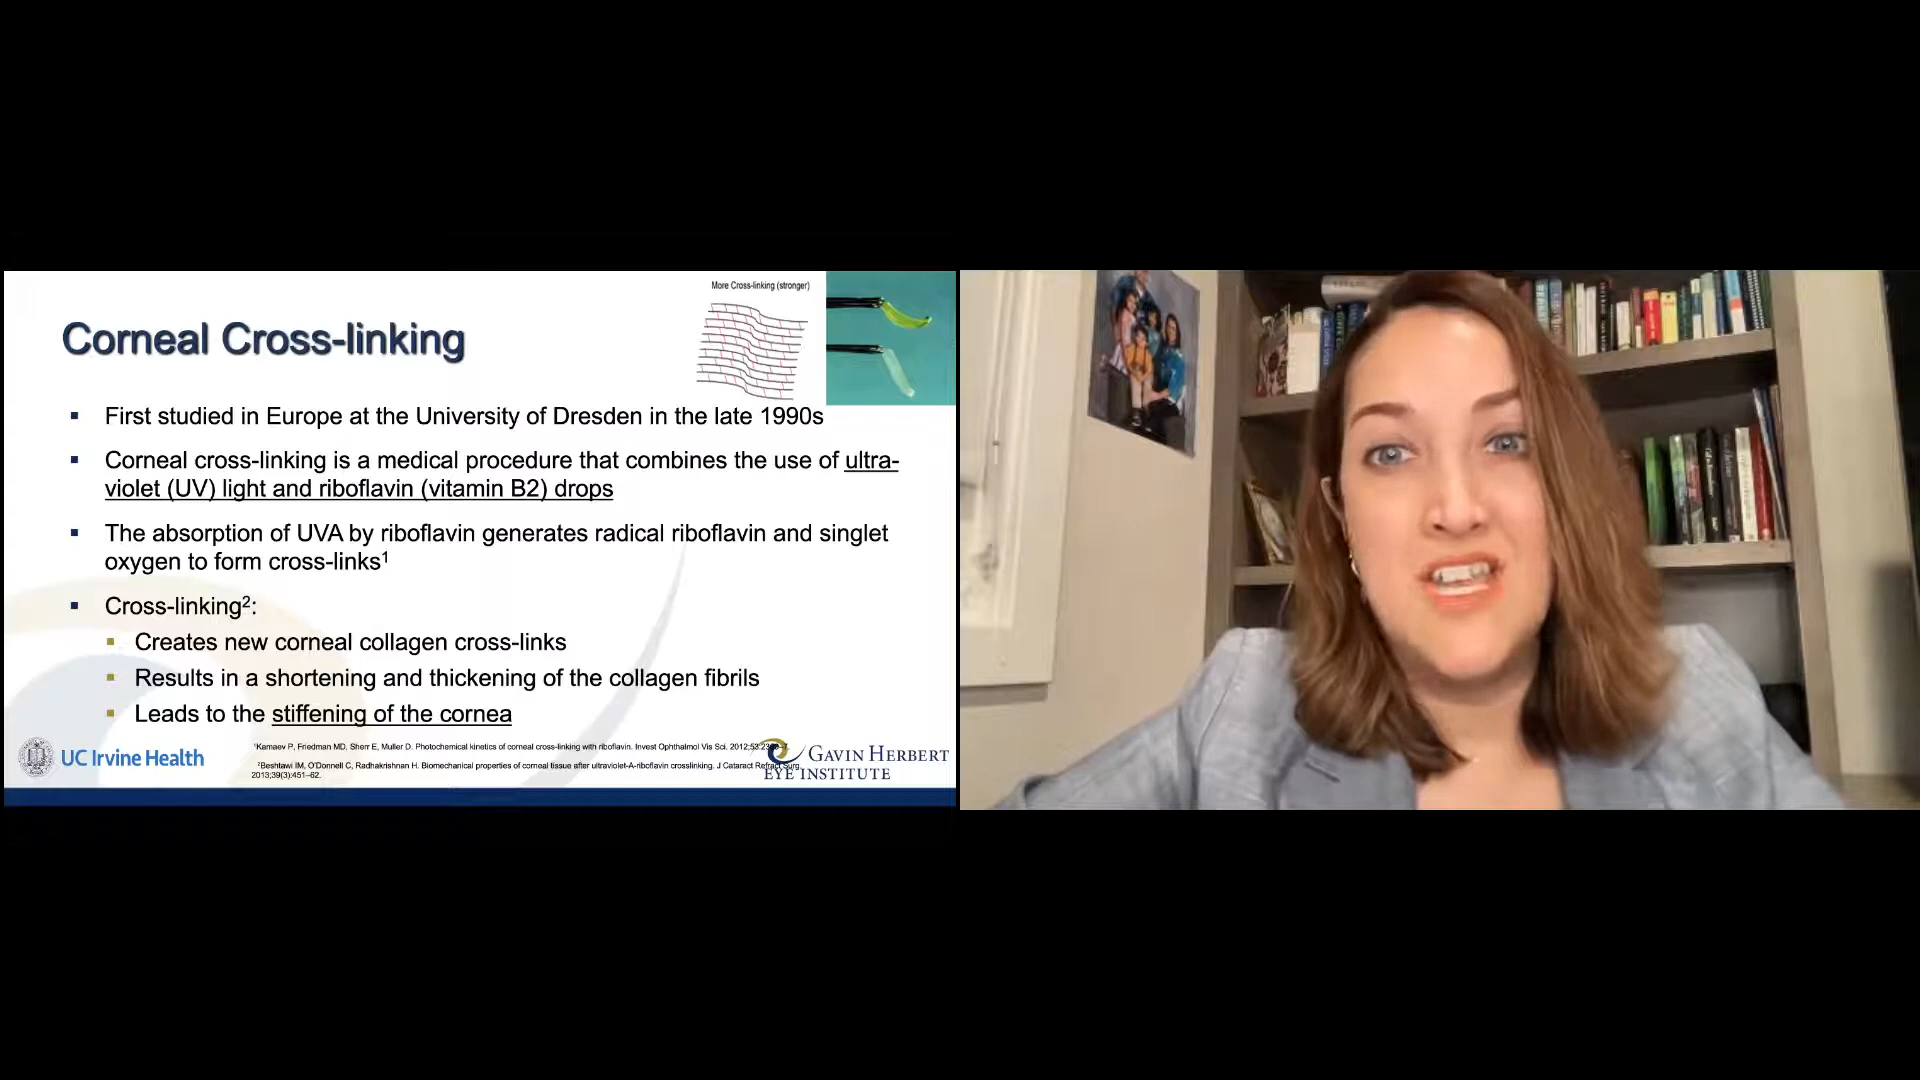 More Cross-linking (stronger)
Corneal Cross-linking
▪ First studied in Europe at the University of Dresden in the late 1990s
▪ Corneal cross-linking is a medical procedure that combines the use of ultra-
violet (UV) light and riboflavin (vitamin B2) drops
▪ The absorption of UVA by riboflavin generates radical riboflavin and singlet
oxygen to form cross-links¹
▪ Cross-linking²:
▪ Creates new corneal collagen cross-links
▪ Results in a shortening and thickening of the collagen fibrils
▪ Leads to the stiffening of the cornea
UC Irvine Health
¹Kamaev P, Friedman MD, Sherr E, Muller D. Photochemical kinetics of corneal cross-linking with riboflavin. Invest Ophthalmol Vis Sci. 2012;53:
²Beshtawi IM, O'Donnell C, Radhakrishnan H. Biomechanical properties of corneal tissue after ultraviolet-A-riboflavin crosslinking. J Cataract Refract Surg.
2013;39(3):451–62.
GAVIN HERBERT
EYE INSTITUTE